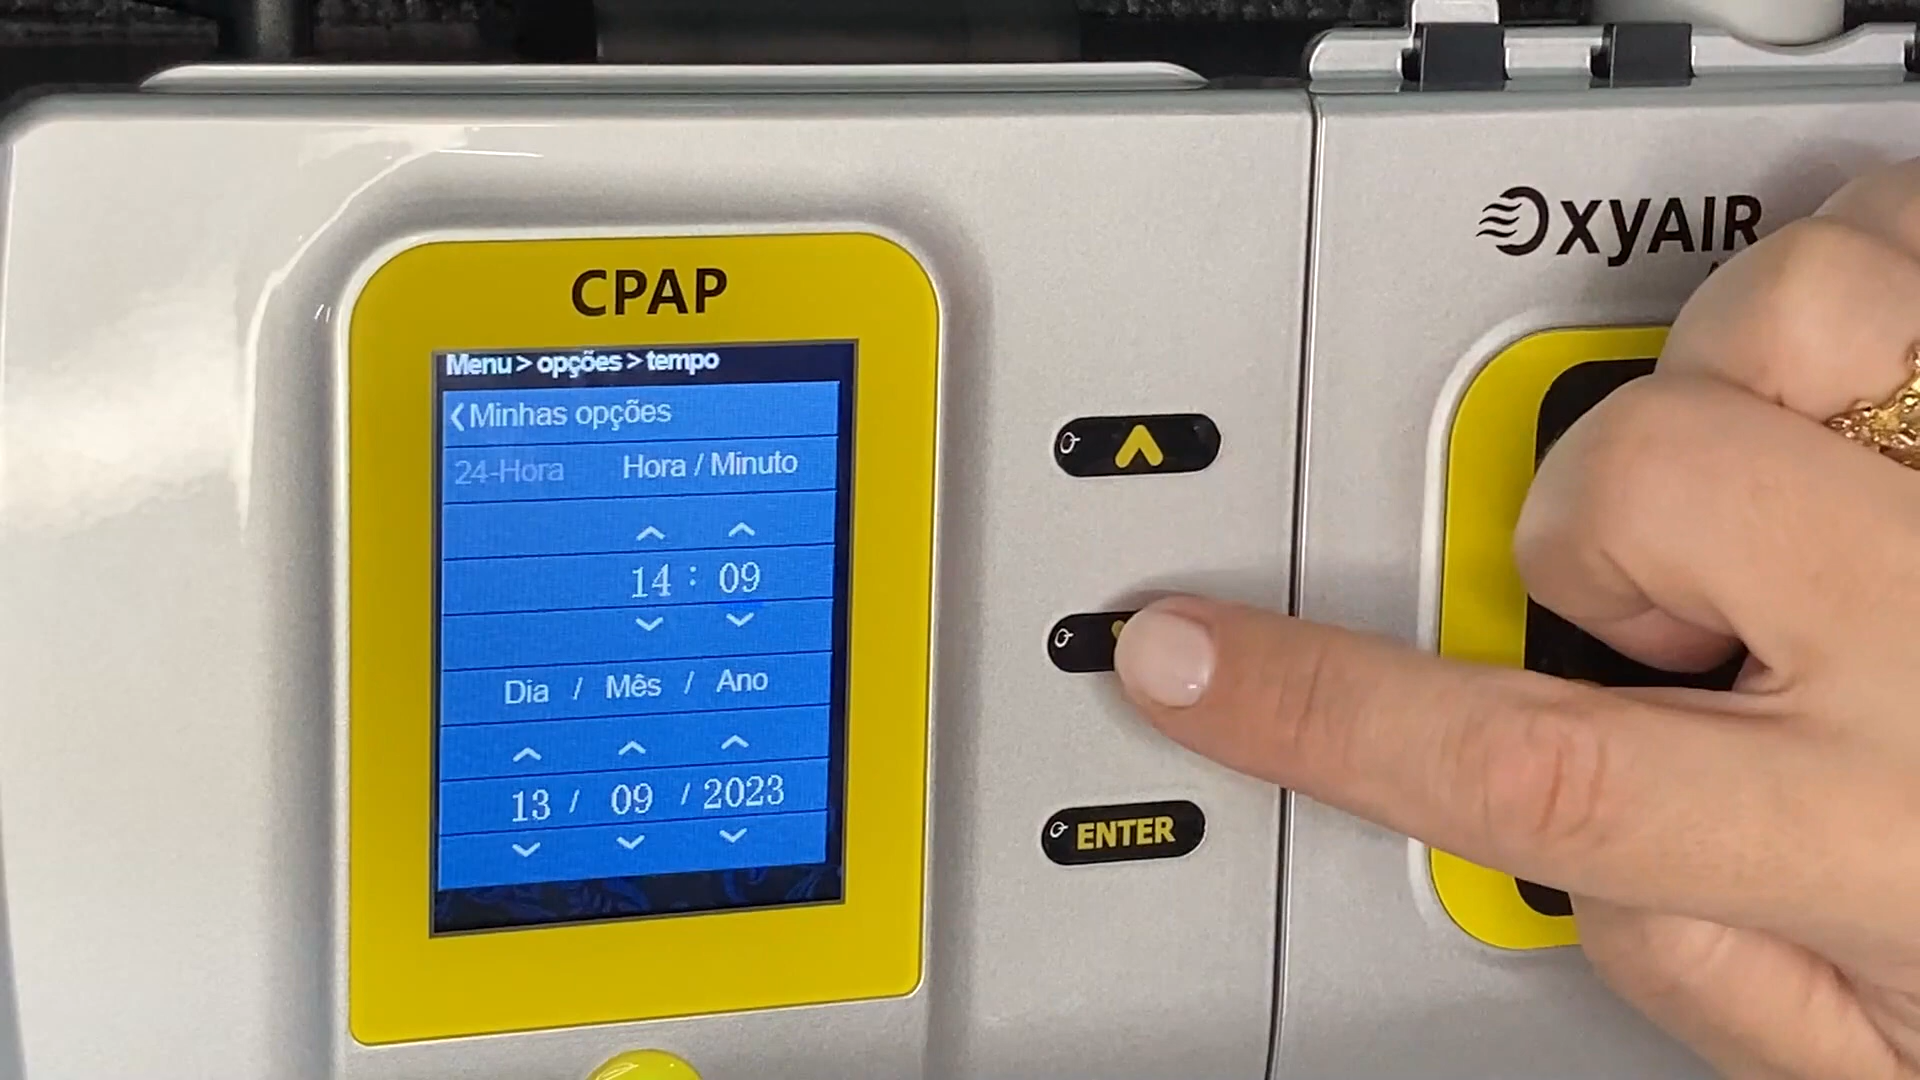 CPAP
Menu > opções > tempo
Minhas opções
24-Hora Hora / Minuto
14 : 09
Dia / Mês / Ano
13 / 09 / 2023
ENTER
OxyAIR